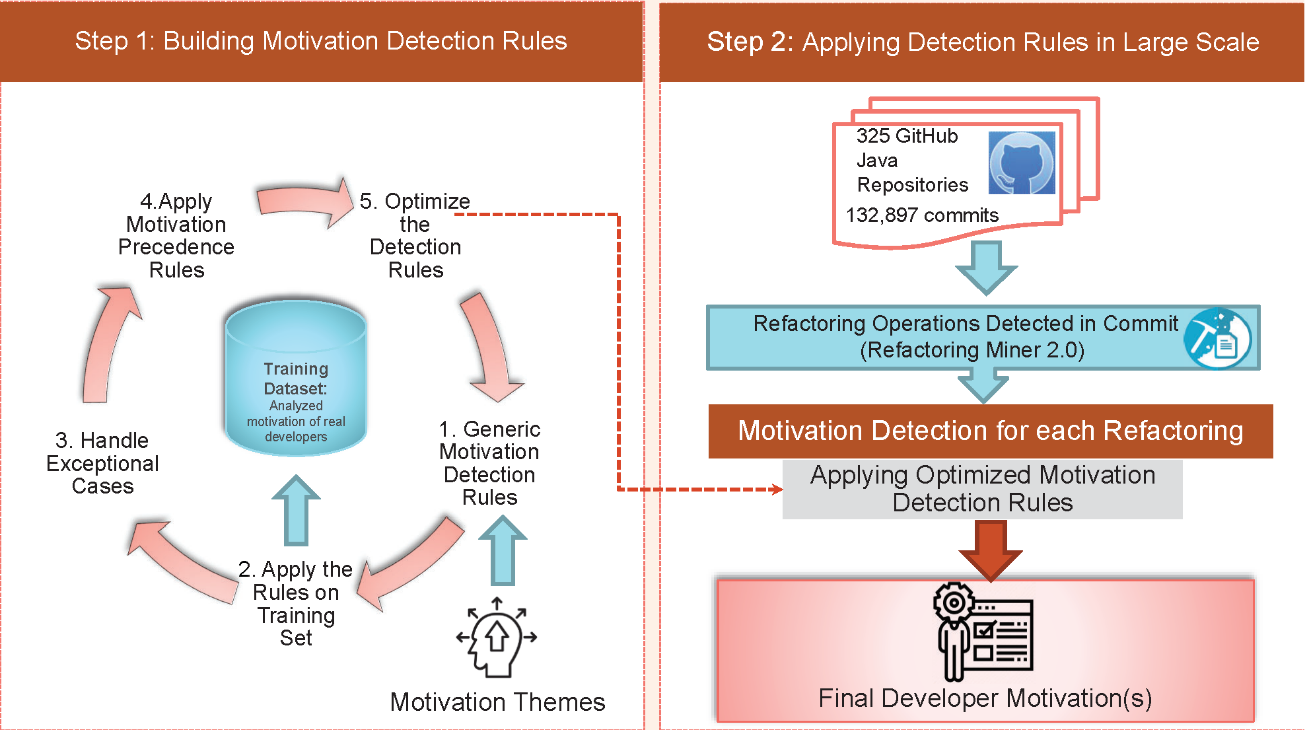 Step 1: Building Motivation Detection Rules
4.Apply
Motivation
Precedence
Rules
5. Optimize
the
Detection
Rules
Training
Dataset:
Analyzed
motivation of real
developers
3. Handle
Exceptional
Cases
1. Generic
Motivation
Detection
Rules
2. Apply the
Rules on
Training
Set
Motivation Themes
Step 2: Applying Detection Rules in Large Scale
325 GitHub
Java
Repositories
132,897 commits
Refactoring Operations Detected in Commit
(Refactoring Miner 2.0)
Motivation Detection for each Refactoring
Applying Optimized Motivation
Detection Rules
Final Developer Motivation(s)